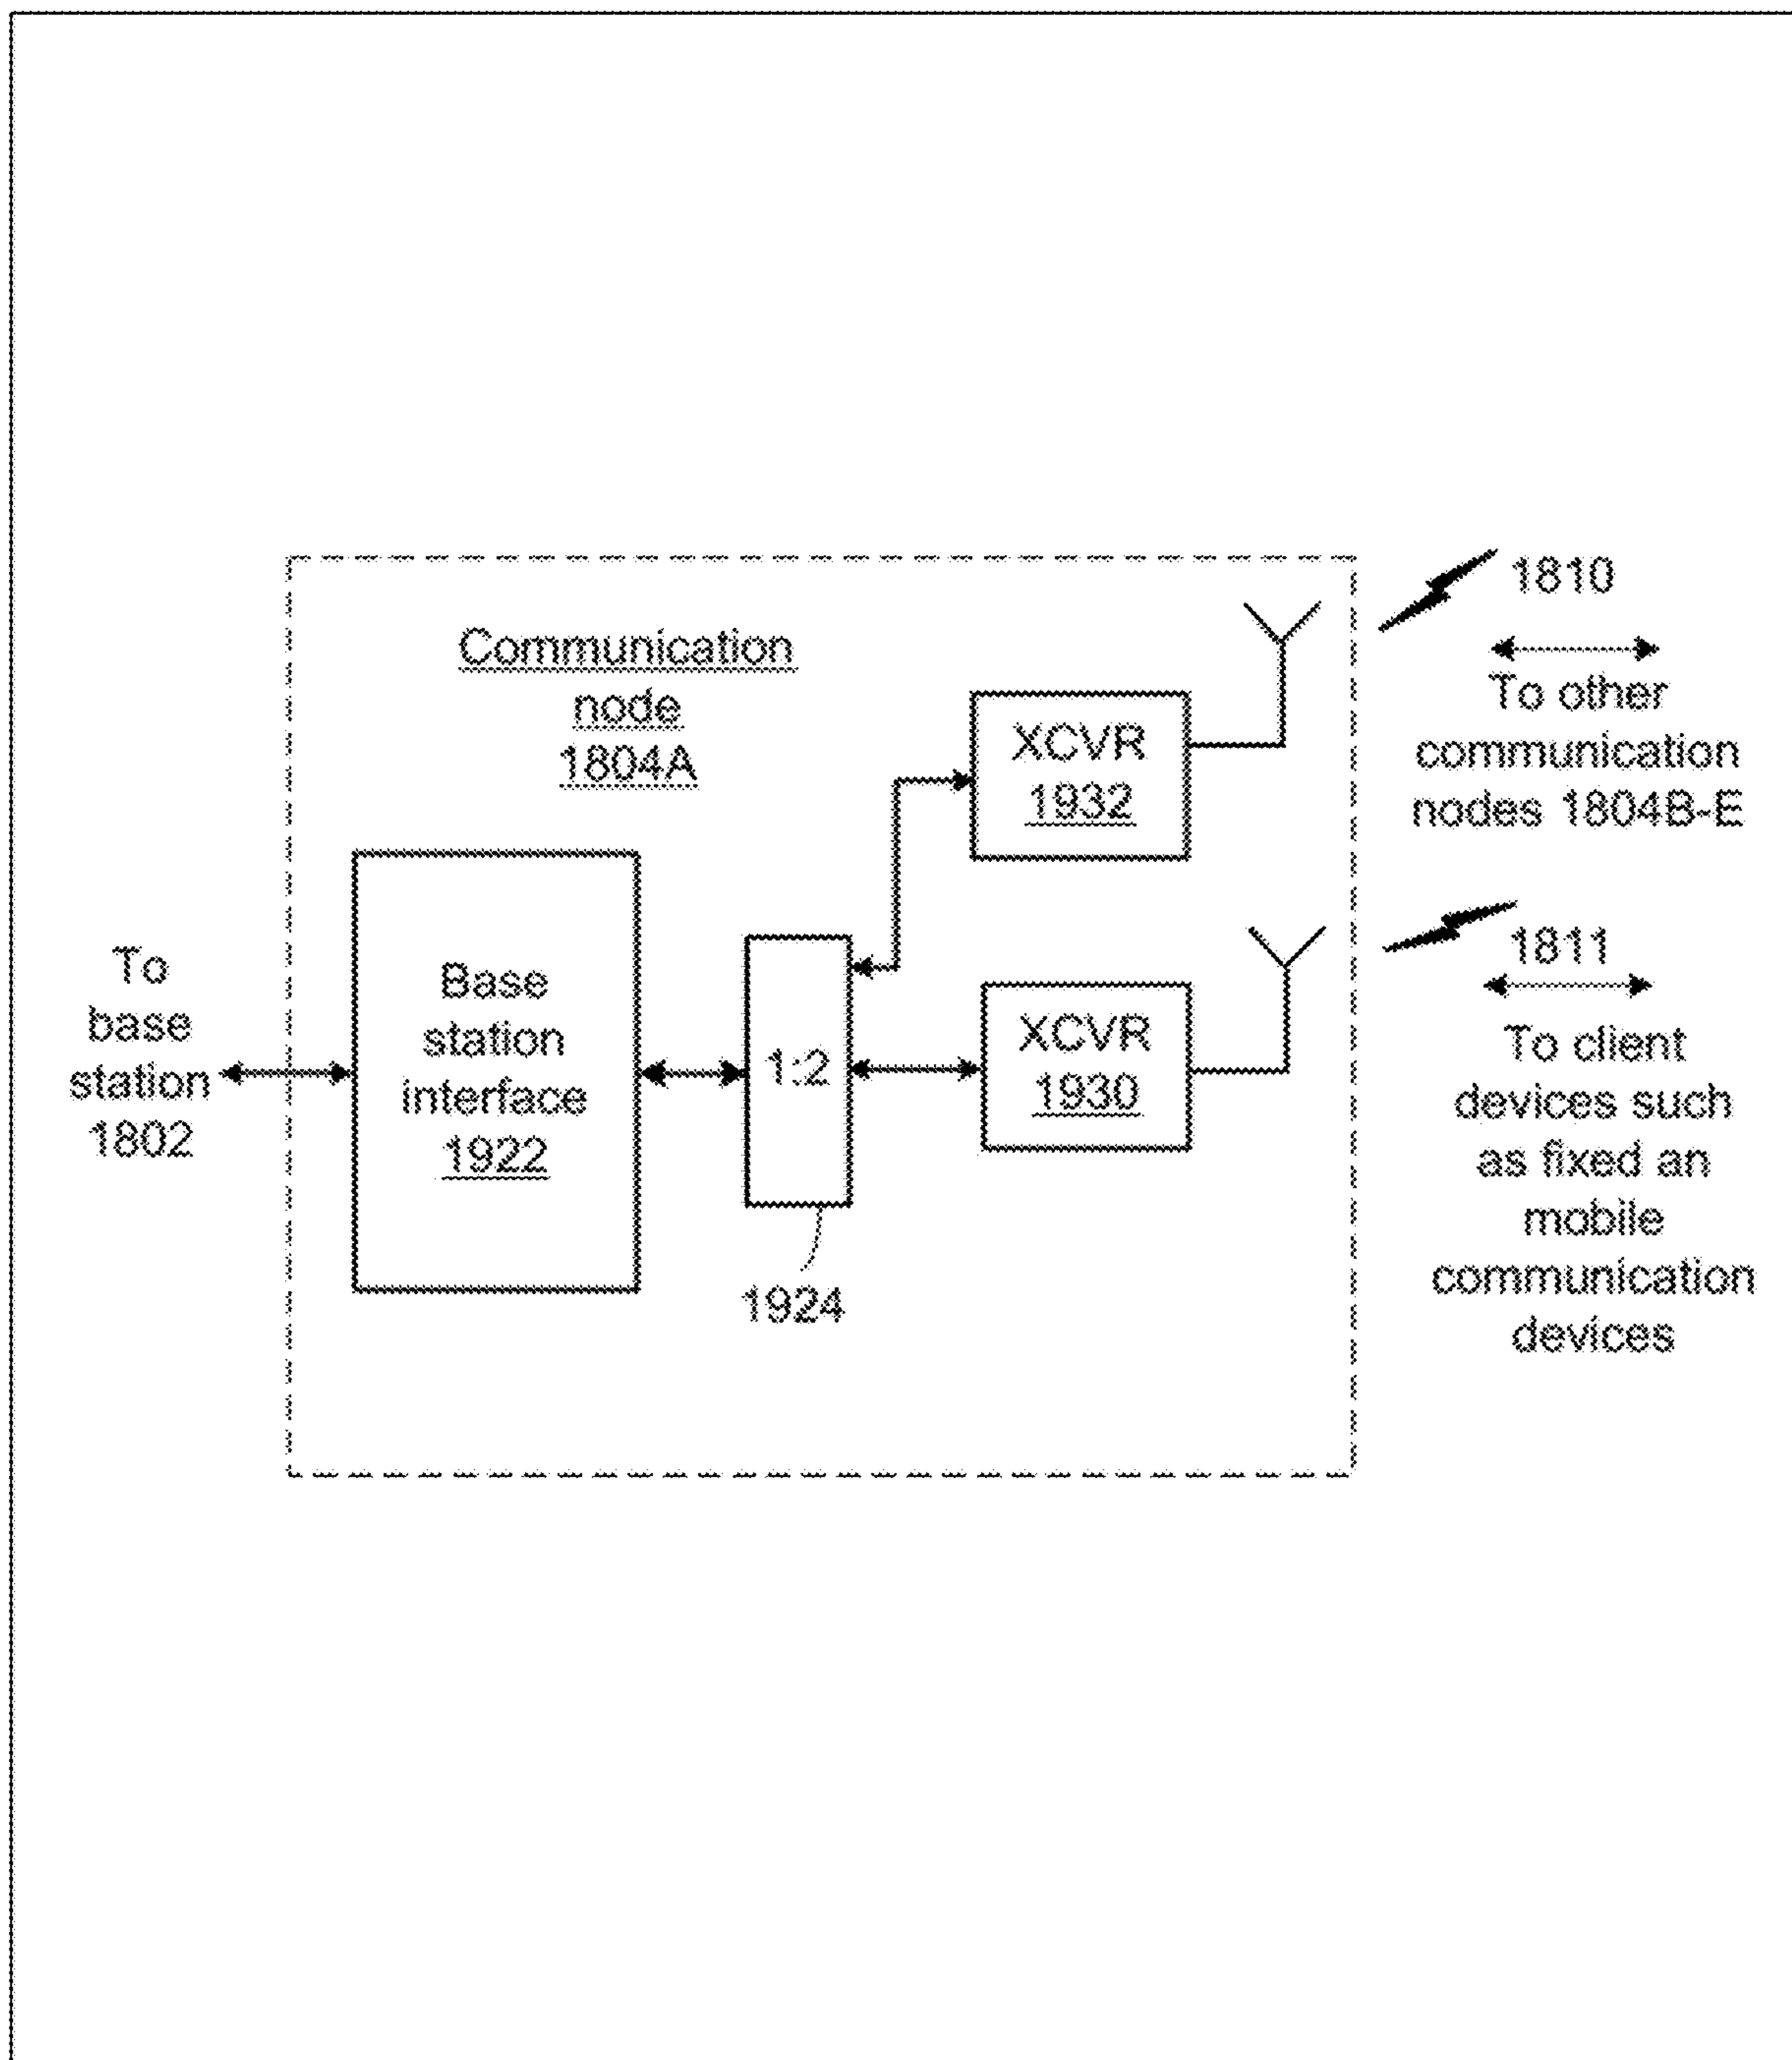 To
base
station
1802
Communication
node
1804A
Base
station
interface
1922
1:2
1924
XCVR
1932
XCVR
1930
1810
To other
communication
nodes 1804B-E
1811
To client
devices such
as fixed an
mobile
communication
devices